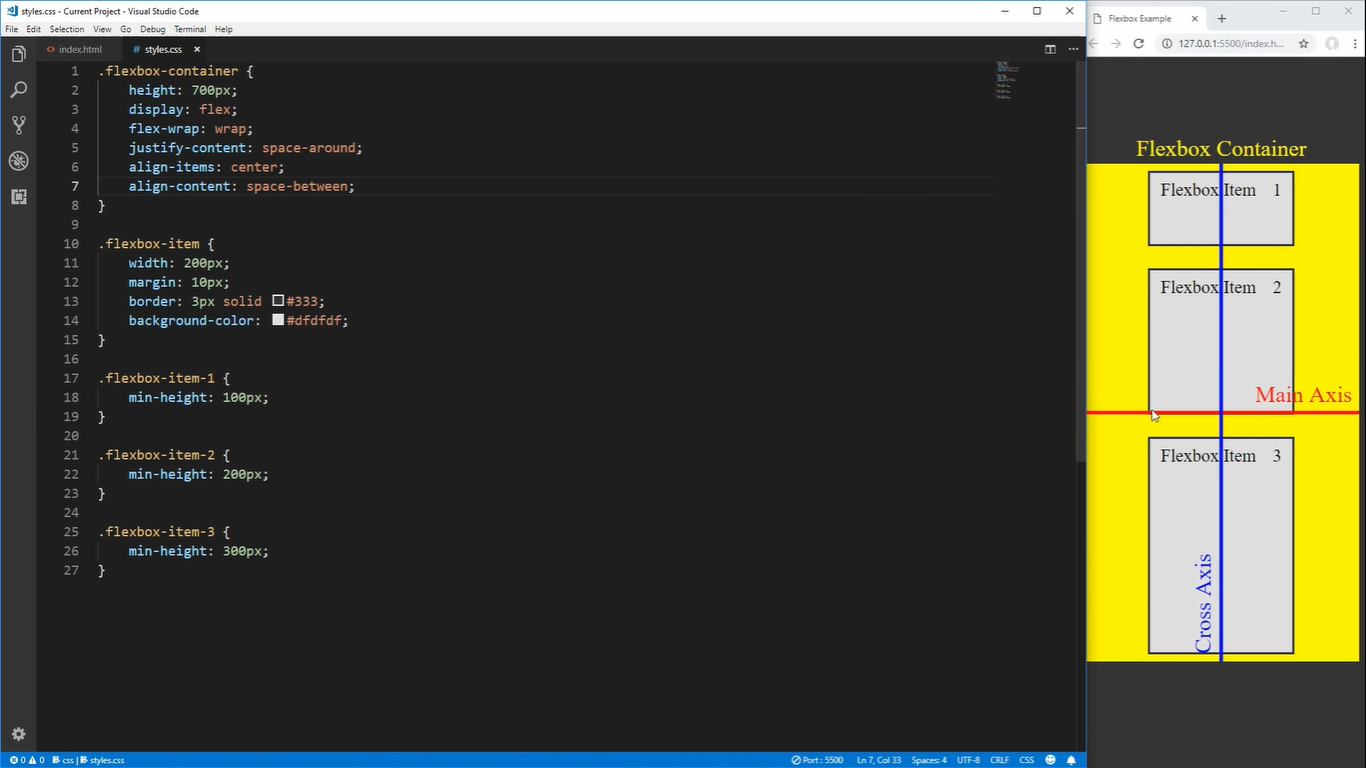 styles.css - Current Project - Visual Studio Code
File Edit Selection View Go Debug Terminal Help
index.html
# styles.css
1 .flexbox-container {
2 height: 700px;
3 display: flex;
4 flex-wrap: wrap;
5 justify-content: space-around;
6 align-items: center;
7 align-content: space-between;
8 }
9
10 .flexbox-item {
11 width: 200px;
12 margin: 10px;
13 border: 3px solid #333;
14 background-color: #dfdfdf;
15 }
16
17 .flexbox-item-1 {
18 min-height: 100px;
19 }
20
21 .flexbox-item-2 {
22 min-height: 200px;
23 }
24
25 .flexbox-item-3 {
26 min-height: 300px;
27 }
0 0 css | styles.css
Port : 5500 Ln 7, Col 33 Spaces: 4 UTF-8 CRLF CSS
Flexbox Example
127.0.0.1:5500/index.h...
Flexbox Container
Flexbox Item 1
Flexbox Item 2
Main Axis
Flexbox Item 3
Cross Axis